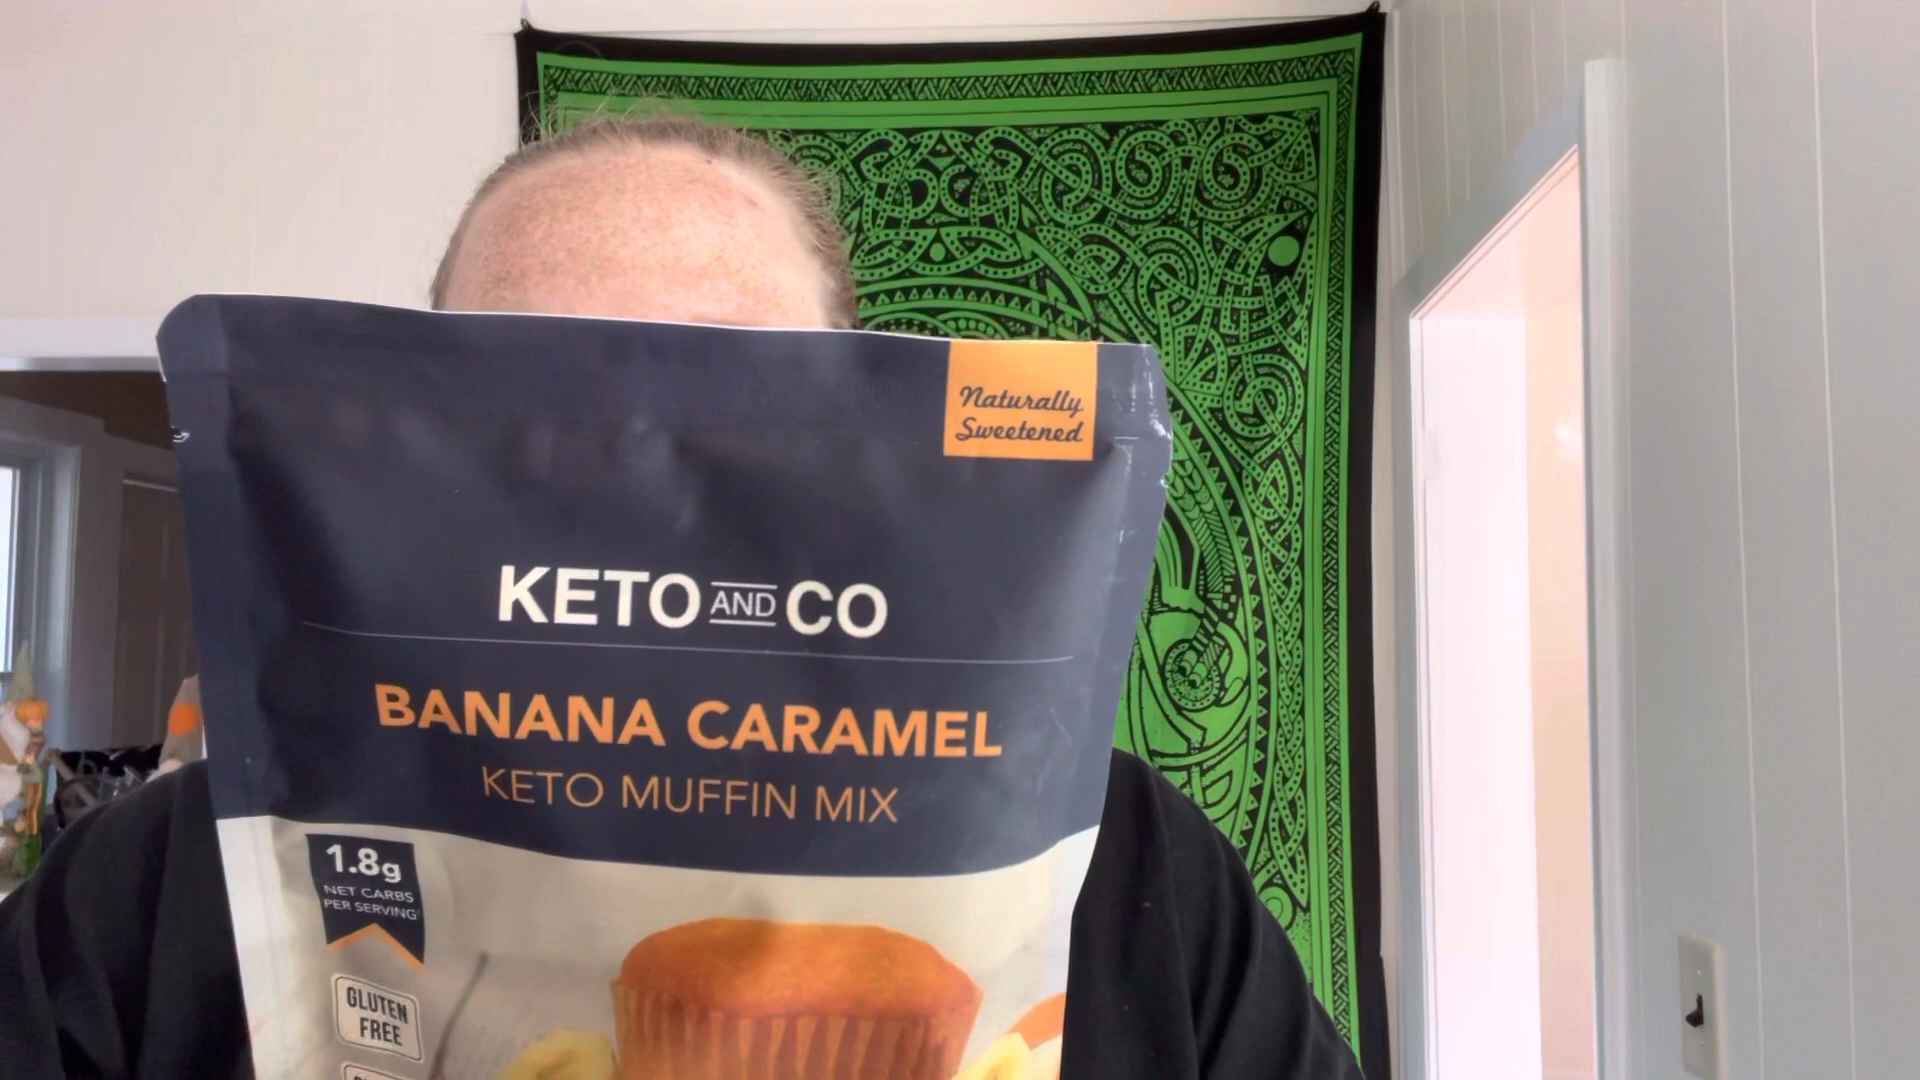 Naturally
Sweetened
KETO AND CO
BANANA CARAMEL
KETO MUFFIN MIX
1.8g
NET CARBS
PER SERVING
GLUTEN
FREE